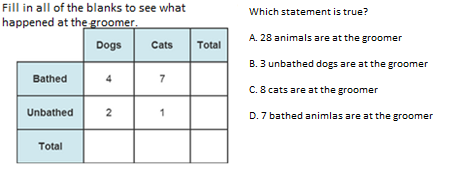 Fill in all of the blanks to see what
happened at the groomer.
Dogs Cats Total
Bathed 4 7
Unbathed 2 1
Total
Which statement is true?
A. 28 animals are at the groomer
B. 3 unbathed dogs are at the groomer
C. 8 cats are at the groomer
D. 7 bathed animlas are at the groomer